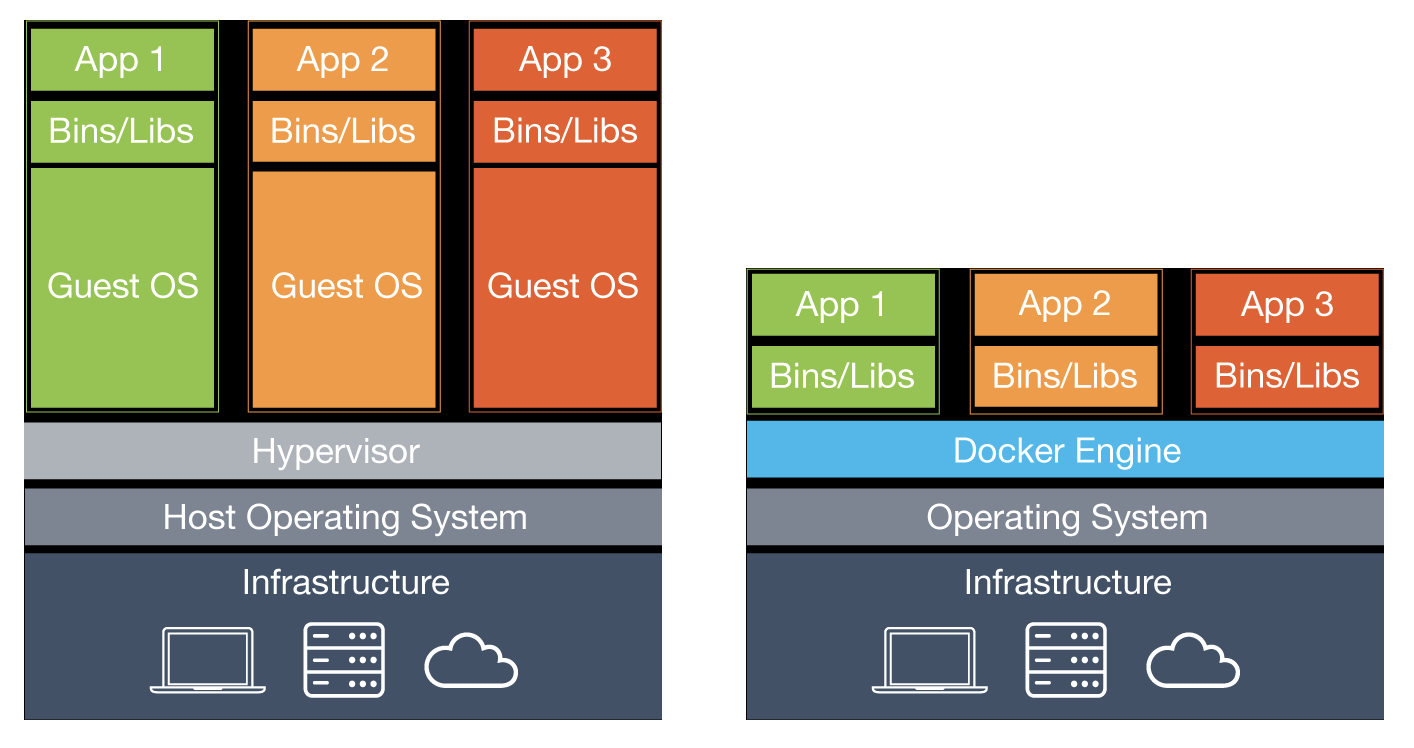 App 1
App 2
App 3
Bins/Libs
Bins/Libs
Bins/Libs
Guest OS
Guest OS
Guest OS
Hypervisor
Host Operating System
Infrastructure
App 1
App 2
App 3
Bins/Libs
Bins/Libs
Bins/Libs
Docker Engine
Operating System
Infrastructure